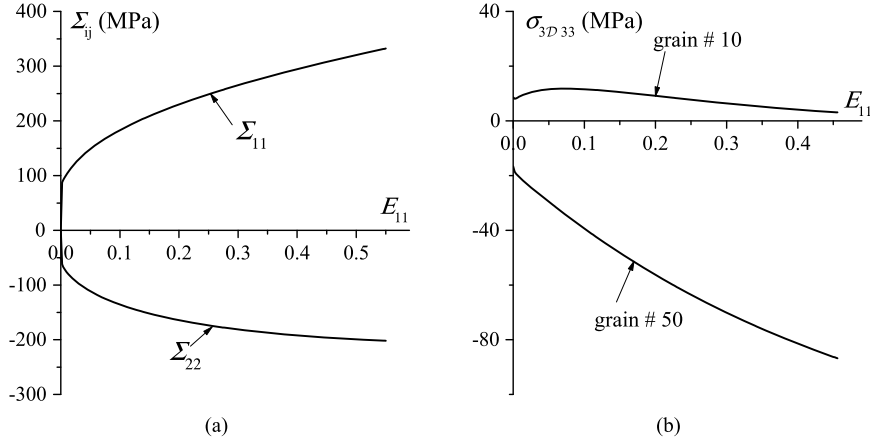 Σij (MPa)
400
300
200
100
0
-100
-200
-300
0.0
0.1
0.2
0.3
0.4
0.5
E11
Σ11
Σ22
(a)
σ3D 33 (MPa)
40
0
-40
-80
0.0
0.1
0.2
0.3
0.4
E11
grain # 10
grain # 50
(b)